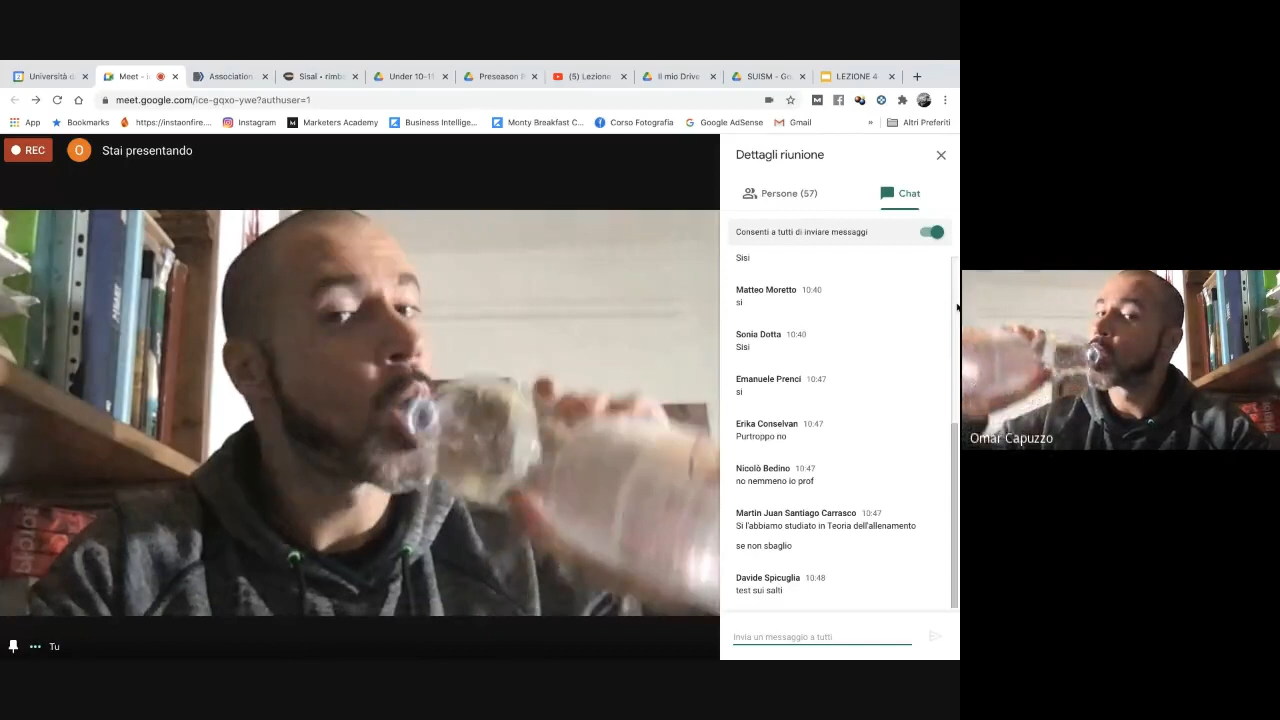 Università d
Meet - i
Association
Sisal • rimb
Under 10-1
Preseason
(5) Lezione
Il mio Drive
SUISM - Go
LEZIONE 4
meet.google.com/ice-gqxo-ywe?authuser=1
App
Bookmarks
https://instaonfire....
Instagram
Marketers Academy
Business Intellige...
Monty Breakfast C...
Corso Fotografia
Google AdSense
Gmail
»
Altri Preferiti
REC
O
Stai presentando
Dettagli riunione
Persone (57)
Chat
Consenti a tutti di inviare messaggi
Sisi
Matteo Moretto 10:40
si
Sonia Dotta 10:40
Sisi
Emanuele Prenci 10:47
si
Erika Conselvan 10:47
Purtroppo no
Nicolò Bedino 10:47
no nemmeno io prof
Martin Juan Santiago Carrasco 10:47
Si l'abbiamo studiato in Teoria dell'allenamento
se non sbaglio
Davide Spicuglia 10:48
test sui salti
Invia un messaggio a tutti
Tu
Omar Capuzzo